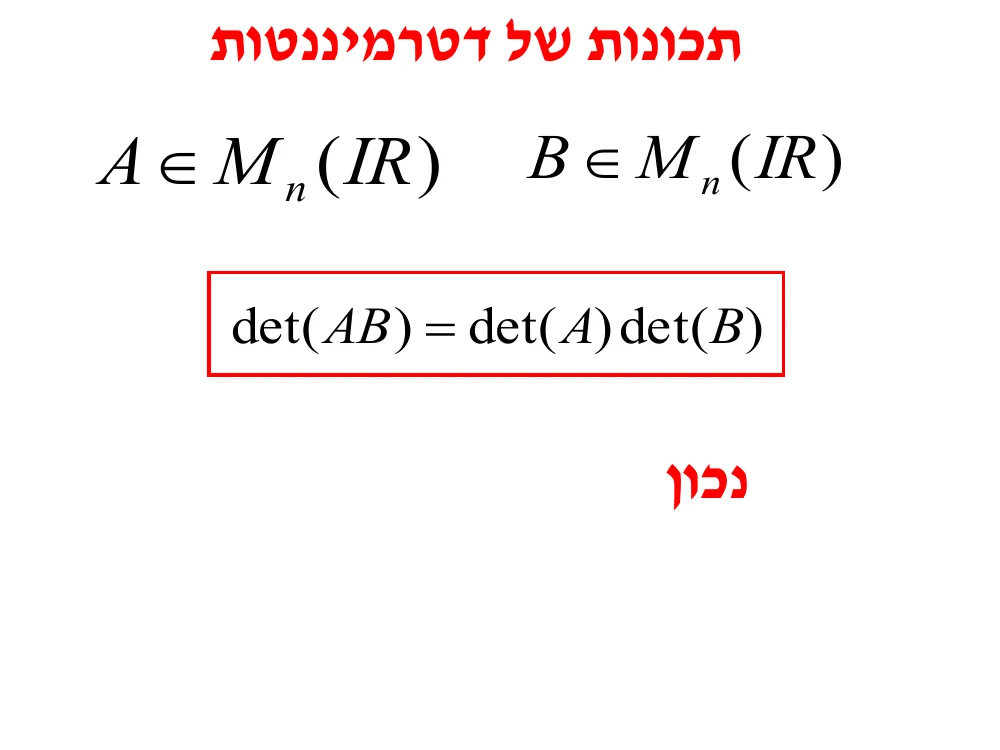 תכונות של דטרמיננטות
A ∈ M_n(IR) B ∈ M_n(IR)
det(AB) = det(A)det(B)
נכון